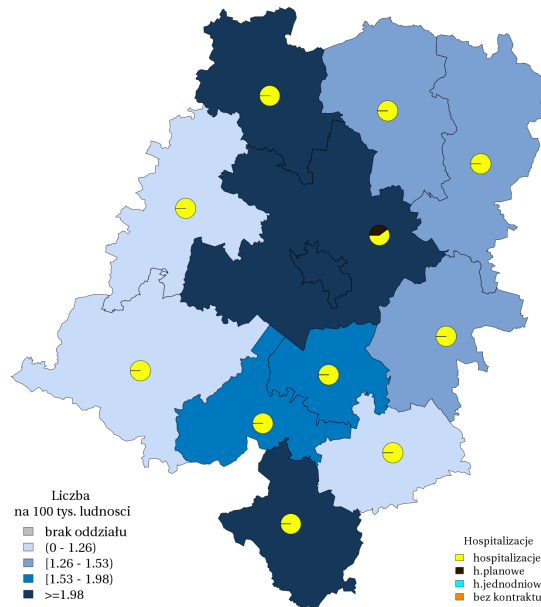 Liczba
na 100 tys. ludnosci
brak oddziału
(0 - 1.26)
[1.26 - 1.53)
[1.53 - 1.98)
>=1.98
Hospitalizacje
hospitalizacje
h.planowe
h.jednodniow
bez kontraktu